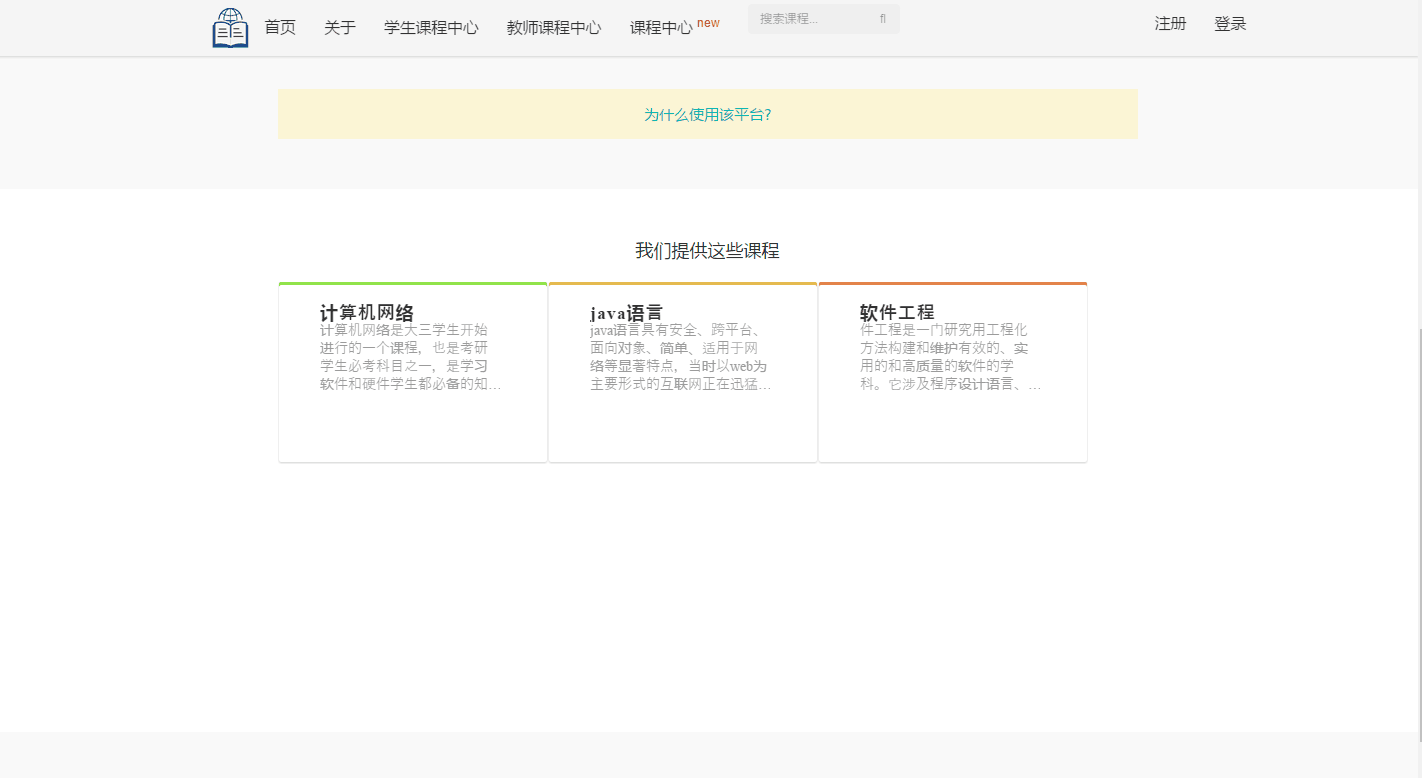 首页 关于 学生课程中心 教师课程中心 课程中心 new 搜索课程... fl 注册 登录
为什么使用该平台?
我们提供这些课程
计算机网络
计算机网络是大三学生开始
进行的一个课程，也是考研
学生必考科目之一，是学习
软件和硬件学生都必备的知...
java语言
java语言具有安全、跨平台、
面向对象、简单、适用于网
络等显著特点，当时以web为
主要形式的互联网正在迅猛...
软件工程
件工程是一门研究用工程化
方法构建和维护有效的、实
用的和高质量的软件的学
科。它涉及程序设计语言、...